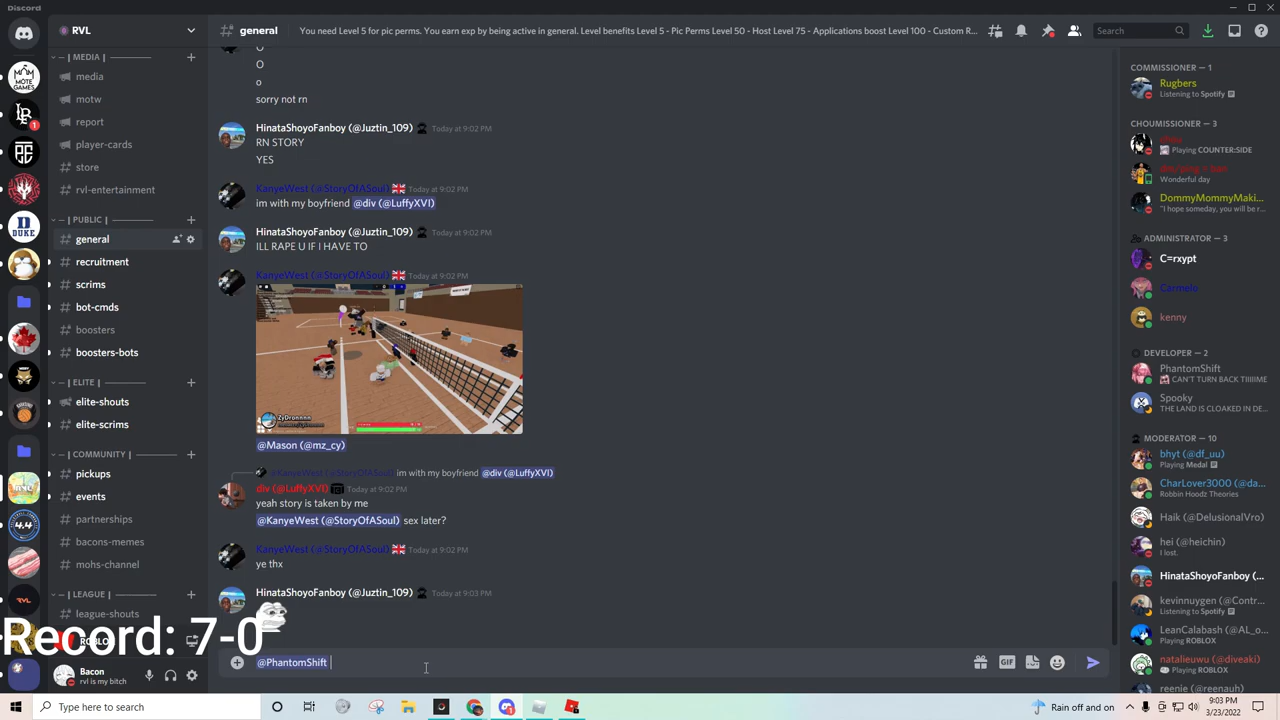 Discord
RVL
general
You need Level 5 for pic perms. You earn exp by being active in general. Level benefits Level 5 - Pic Perms Level 50 - Host Level 75 - Applications boost Level 100 - Custom R...
Search
| MEDIA |
media
motw
report
player-cards
store
rvl-entertainment
| PUBLIC |
general
recruitment
scrims
bot-cmds
boosters
boosters-bots
| ELITE |
elite-shouts
elite-scrims
| COMMUNITY |
pickups
events
partnerships
bacons-memes
mohs-channel
| LEAGUE |
league-shouts
ROBLOX
Record: 7-0
Bacon
rvl is my bitch
O
O
o
sorry not rn
HinataShoyoFanboy (@Juztin_109) Today at 9:02 PM
RN STORY
YES
KanyeWest (@StoryOfASoul) Today at 9:02 PM
im with my boyfriend @div (@LuffyXVI)
HinataShoyoFanboy (@Juztin_109) Today at 9:02 PM
ILL RAPE U IF I HAVE TO
KanyeWest (@StoryOfASoul) Today at 9:02 PM
ZyDronnnn
@Mason (@mz_cy)
@KanyeWest (@StoryOfASoul) im with my boyfriend @div (@LuffyXVI)
div (@LuffyXVI) Today at 9:02 PM
yeah story is taken by me
@KanyeWest (@StoryOfASoul) sex later?
KanyeWest (@StoryOfASoul) Today at 9:02 PM
ye thx
HinataShoyoFanboy (@Juztin_109) Today at 9:03 PM
@PhantomShift
GIF
COMMISSIONER — 1
Rugbers
Listening to Spotify
CHOUMISSIONER — 3
Playing COUNTER:SIDE
Wonderful day
DommyMommyMaki...
"I hope someday, you will be r...
ADMINISTRATOR — 3
C=rxypt
Carmelo
kenny
DEVELOPER — 2
PhantomShift
CAN'T TURN BACK TIIIIIME
Spooky
THE LAND IS CLOAKED IN DE...
MODERATOR — 10
bhyt (@df_uu)
Playing Medal
CharLover3000 (@da...
Robbin Hoodz Theories
Haik (@DelusionalVro)
hei (@heichin)
I lost.
HinataShoyoFanboy (...
kevinnuygen (@Contr...
Listening to Spotify
LeanCalabash (@AL_o...
Playing ROBLOX
natalieuwu (@diveaki)
Playing ROBLOX
reenie (@reenauh)
Type here to search
Rain off and on
9:03 PM
3/23/2022